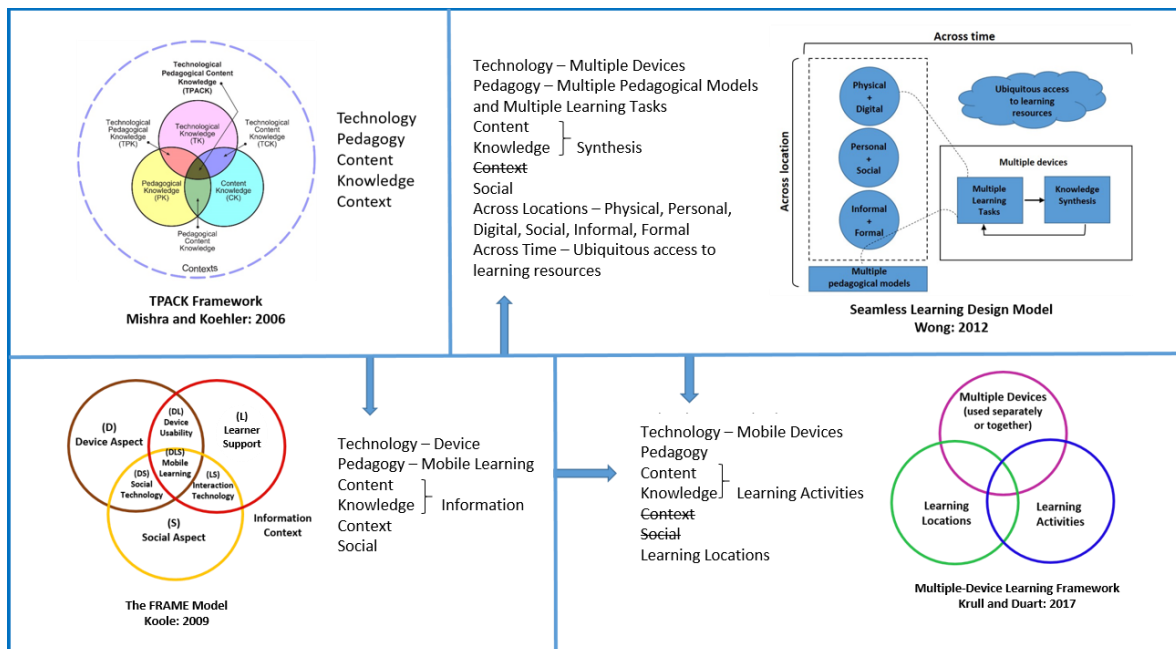 Technological
Pedagogical Content
Knowledge
(TPACK)
Technological
Pedagogical
Knowledge
(TPK)
Technological
Knowledge
(TK)
Technological
Content
Knowledge
(TCK)
Pedagogical
Knowledge
(PK)
Content
Knowledge
(CK)
Pedagogical
Content
Knowledge
Contexts
TPACK Framework
Mishra and Koehler: 2006
Technology
Pedagogy
Content
Knowledge
Context
Technology – Multiple Devices
Pedagogy – Multiple Pedagogical Models
and Multiple Learning Tasks
Content
Knowledge
Synthesis
Context
Social
Across Locations – Physical, Personal,
Digital, Social, Informal, Formal
Across Time – Ubiquitous access to
learning resources
Across time
Across location
Physical
+
Digital
Personal
+
Social
Informal
+
Formal
Multiple
pedagogical models
Ubiquitous access
to learning
resources
Multiple devices
Multiple
Learning
Tasks
Knowledge
Synthesis
Seamless Learning Design Model
Wong: 2012
(D)
Device Aspect
(DL)
Device
Usability
(L)
Learner
Support
(DLS)
Mobile
Learning
(DS)
Social
Technology
(LS)
Interaction
Technology
(S)
Social Aspect
Information
Context
The FRAME Model
Koole: 2009
Technology – Device
Pedagogy – Mobile Learning
Content
Knowledge
Information
Context
Social
Technology – Mobile Devices
Pedagogy
Content
Knowledge
Learning Activities
Context
Social
Learning Locations
Multiple Devices
(used separately
or together)
Learning
Locations
Learning
Activities
Multiple-Device Learning Framework
Krull and Duart: 2017